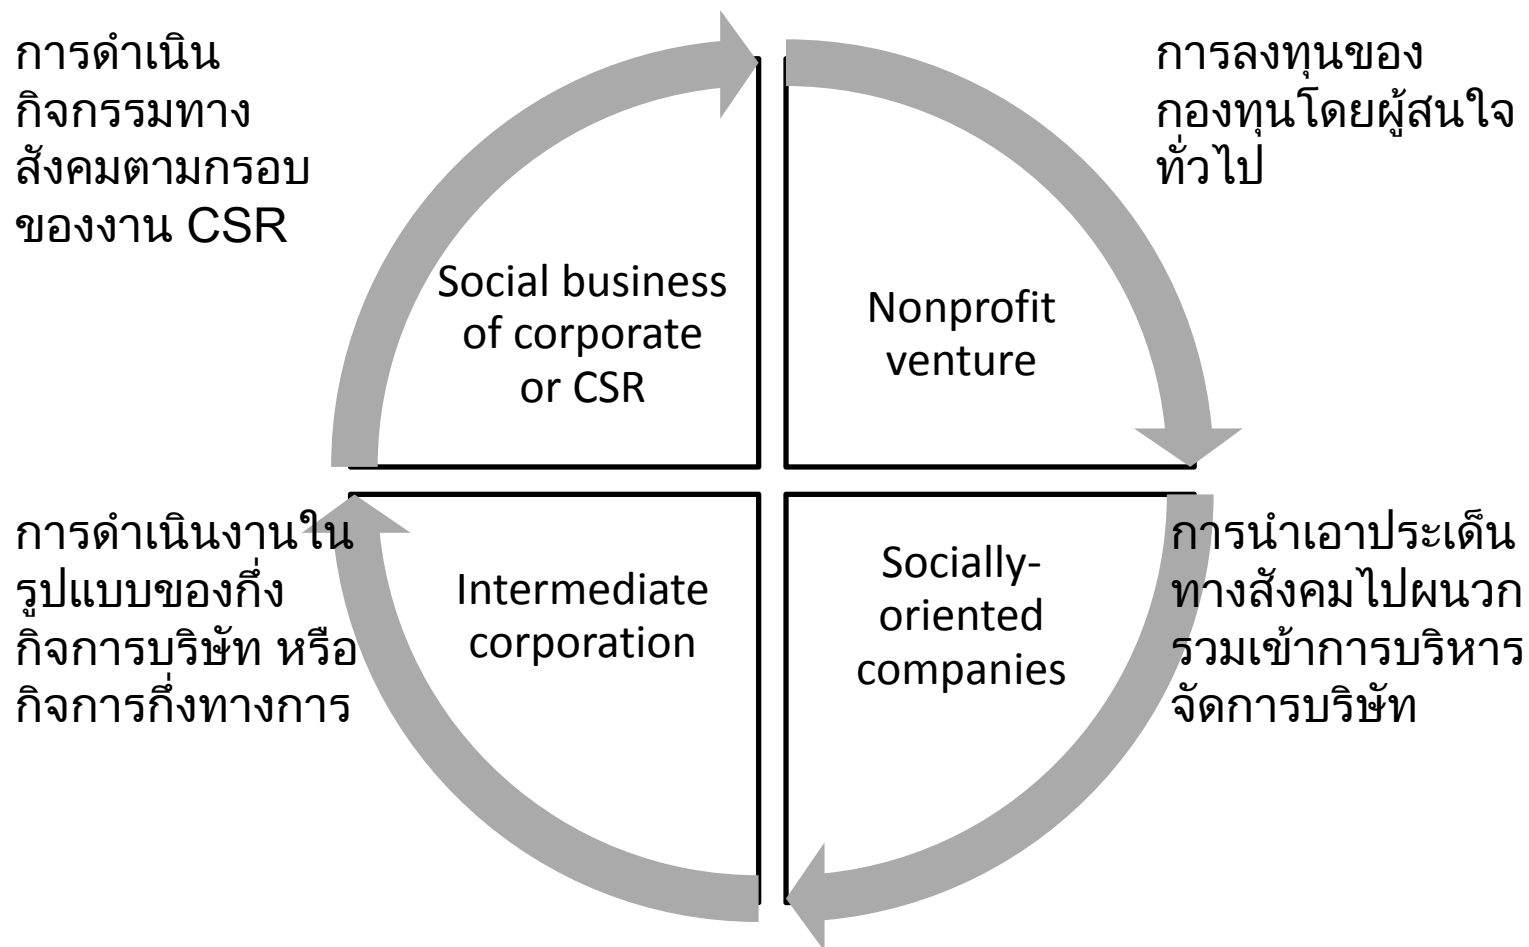 การดำเนิน
กิจกรรมทาง
สังคมตามกรอบ
ของงาน CSR
Social business
of corporate
or CSR
Nonprofit
venture
การลงทุนของ
กองทุนโดยผู้สนใจ
ทั่วไป
การดำเนินงานใน
รูปแบบของกึ่ง
กิจการบริษัท หรือ
กิจการกึ่งทางการ
Intermediate
corporation
Socially-
oriented
companies
การนำเอาประเด็น
ทางสังคมไปผนวก
รวมเข้าการบริหาร
จัดการบริษัท